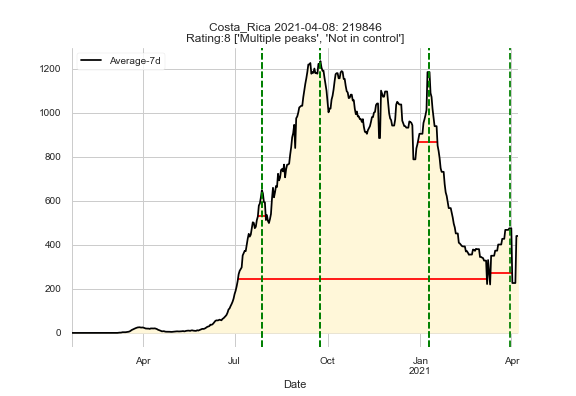 Costa_Rica 2021-04-08: 219846
Rating:8 ['Multiple peaks', 'Not in control']
Average-7d
1200
1000
800
600
400
200
0
Apr
Jul
Oct
Jan
2021
Apr
Date